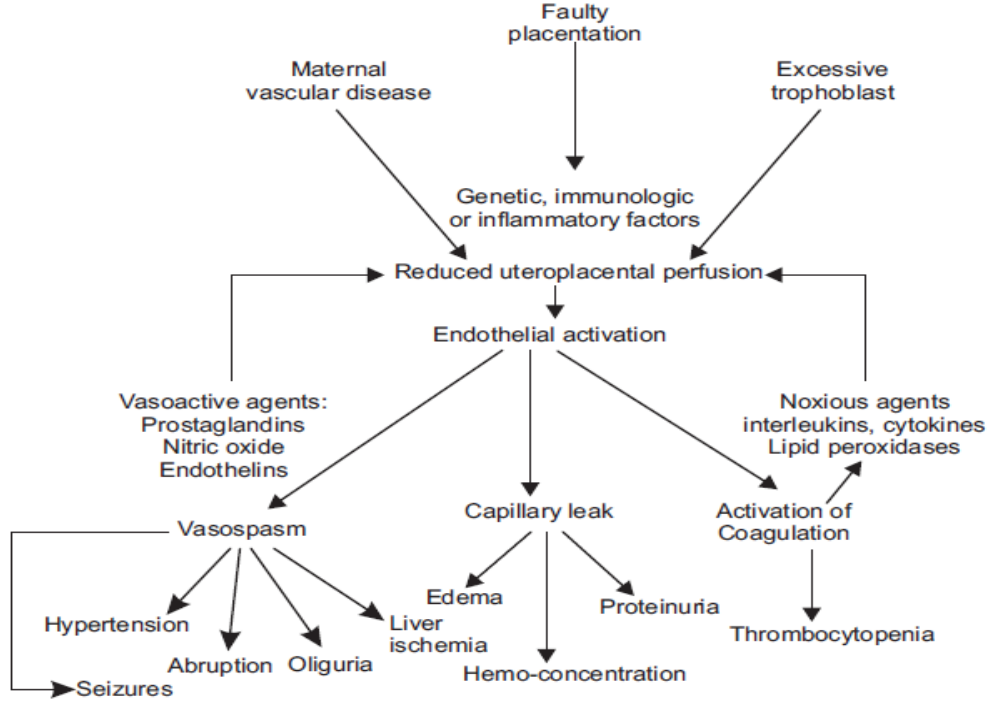 Faulty
placentation
Maternal
vascular disease
Excessive
trophoblast
Genetic, immunologic
or inflammatory factors
Reduced uteroplacental perfusion
Endothelial activation
Vasoactive agents:
Prostaglandins
Nitric oxide
Endothelins
Noxious agents
interleukins, cytokines
Lipid peroxidases
Vasospasm
Capillary leak
Activation of
Coagulation
Hypertension
Abruption
Oliguria
Liver
ischemia
Seizures
Edema
Hemo-concentration
Proteinuria
Thrombocytopenia